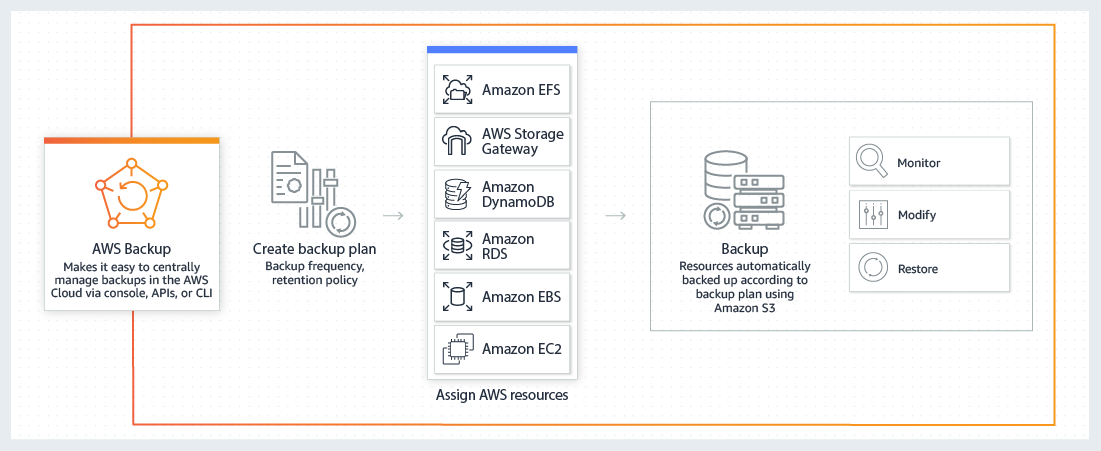 AWS Backup
Makes it easy to centrally
manage backups in the AWS
Cloud via console, APIs, or CLI
Create backup plan
Backup frequency,
retention policy
Amazon EFS
AWS Storage
Gateway
Amazon
DynamoDB
Amazon
RDS
Amazon EBS
Amazon EC2
Assign AWS resources
Backup
Resources automatically
backed up according to
backup plan using
Amazon S3
Monitor
Modify
Restore